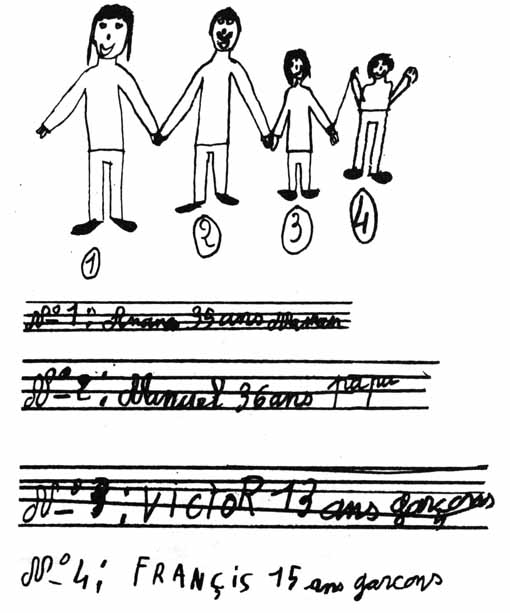 1 2 3 4
N° 1 : 35 ans Maman
N° 2 : Manuel 36 ans papa
N° 3 : VICTOR 13 ans garçons
N° 4 : FRANÇIS 15 ans garcons